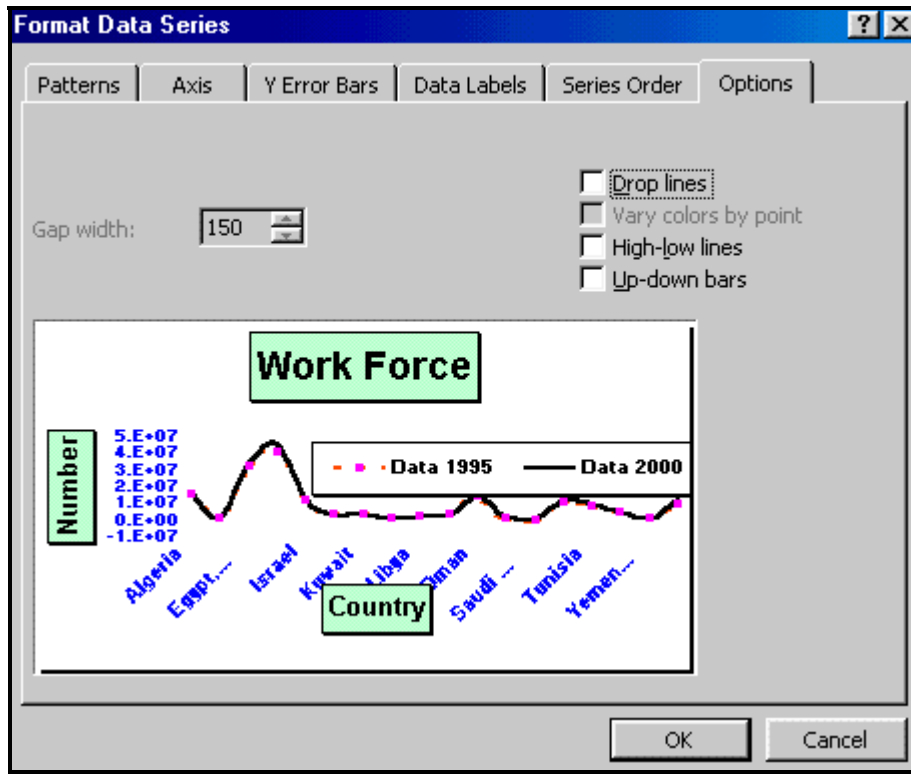 Format Data Series
Patterns Axis Y Error Bars Data Labels Series Order Options
Gap width: 150
Drop lines
Vary colors by point
High-low lines
Up-down bars
Work Force
Number
5.E+07
4.E+07
3.E+07
2.E+07
1.E+07
0.E+00
-1.E+07
Data 1995 Data 2000
Algeria
Egypt,...
Israel
Kuwait
Libya
Oman
Saudi ...
Tunisia
Yemen...
Country
OK Cancel